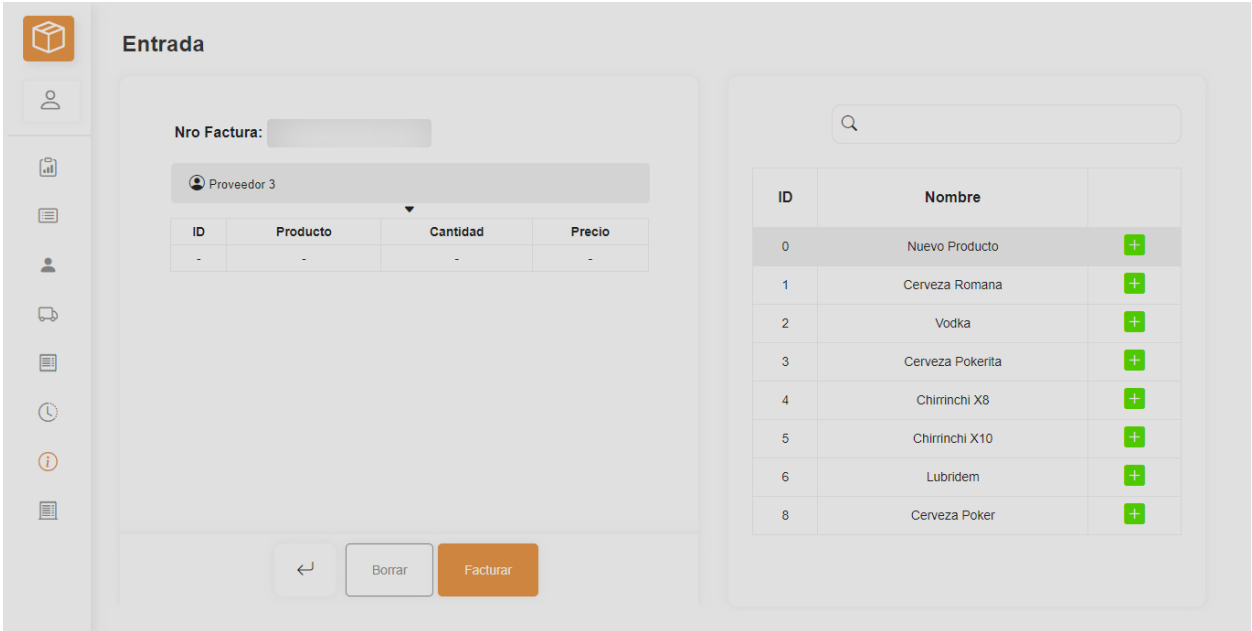 Entrada
Nro Factura:
Proveedor 3
ID Producto Cantidad Precio
- - - -
Borrar
Facturar
ID Nombre
0 Nuevo Producto
1 Cerveza Romana
2 Vodka
3 Cerveza Pokerita
4 Chirrinchi X8
5 Chirrinchi X10
6 Lubridem
8 Cerveza Poker